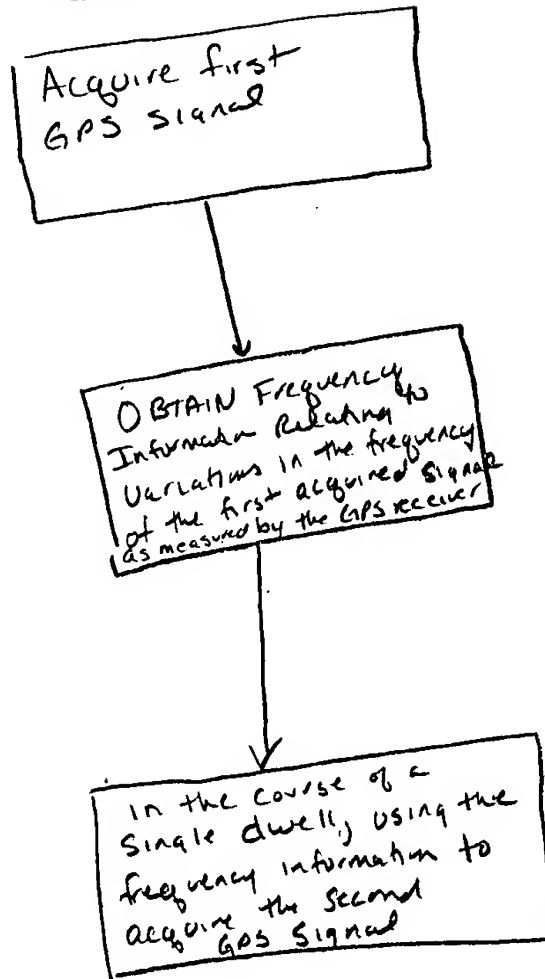 Acquire first
GPS signal
OBTAIN Frequency
Information Relating to
Variations in the frequency
of the first acquired signal
as measured by the GPS receiver
in the course of a
single dwell, using the
frequency information to
acquire the second
GPS Signal